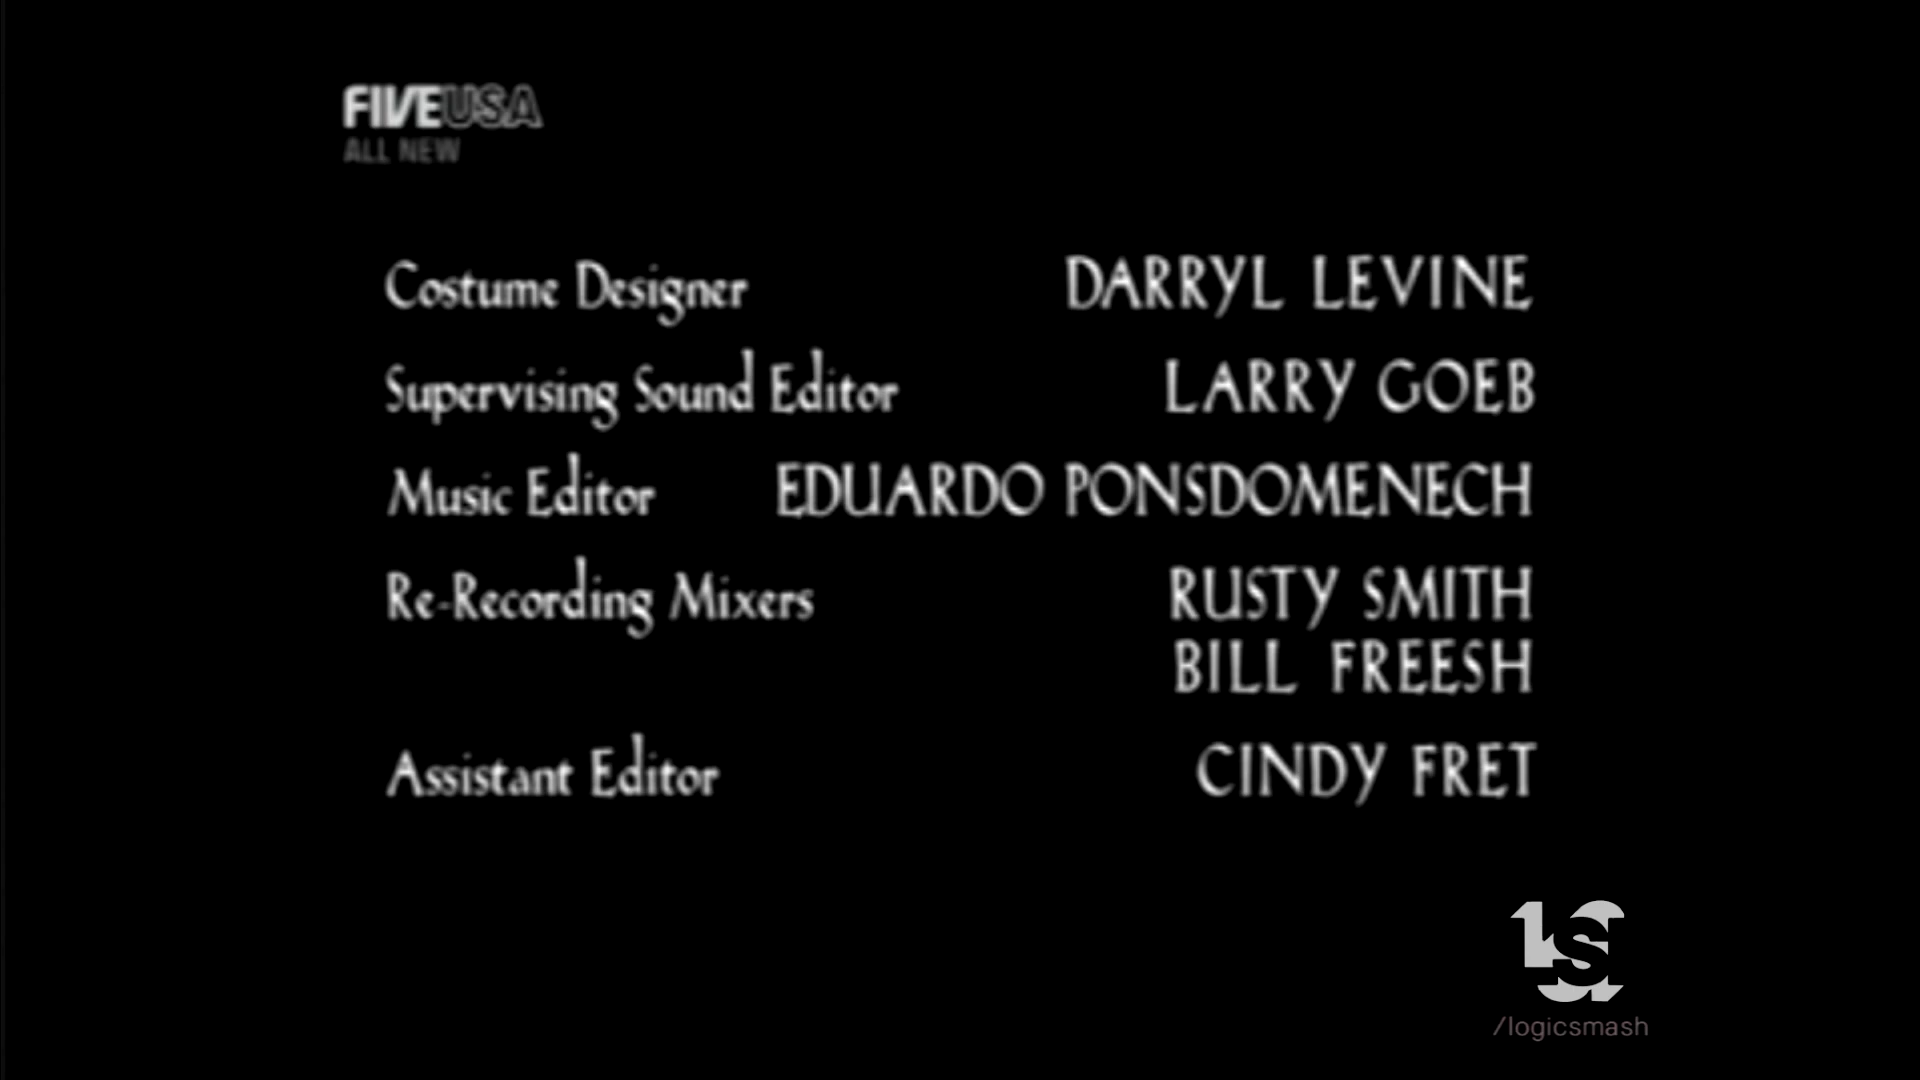 FIVEUSA
ALL NEW
Costume Designer DARRYL LEVINE
Supervising Sound Editor LARRY GOEB
Music Editor EDUARDO PONSDOMENECH
Re-Recording Mixers RUSTY SMITH
BILL FREESH
Assistant Editor CINDY FRET
LS
/logicsmash